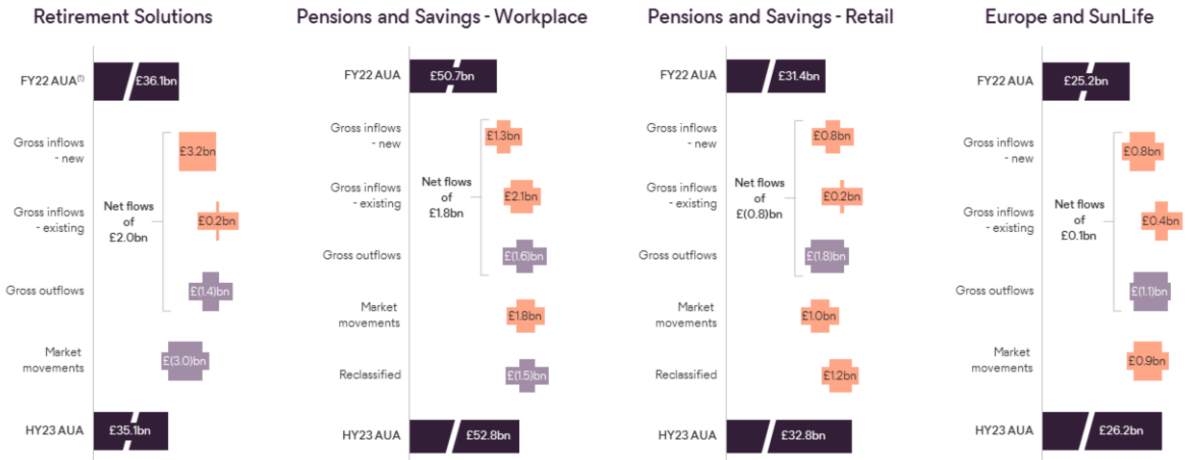 Retirement Solutions
FY22 AUA(1)
£36.1bn
Gross inflows
- new
£3.2bn
Gross inflows
- existing
£0.2bn
Net flows
of
£2.0bn
Gross outflows
£(1.4)bn
Market
movements
£(3.0)bn
HY23 AUA
£35.1bn
Pensions and Savings - Workplace
FY22 AUA
£50.7bn
Gross inflows
- new
£1.3bn
Gross inflows
- existing
£2.1bn
Net flows
of
£1.8bn
Gross outflows
£(1.6)bn
Market
movements
£1.8bn
Reclassified
£(1.5)bn
HY23 AUA
£52.8bn
Pensions and Savings - Retail
FY22 AUA
£31.4bn
Gross inflows
- new
£0.8bn
Gross inflows
- existing
£0.2bn
Net flows
of
£(0.8)bn
Gross outflows
£(1.8)bn
Market
movements
£1.0bn
Reclassified
£1.2bn
HY23 AUA
£32.8bn
Europe and SunLife
FY22 AUA
£25.2bn
Gross inflows
- new
£0.8bn
Gross inflows
- existing
£0.4bn
Net flows
of
£0.1bn
Gross outflows
£(1.1)bn
Market
movements
£0.9bn
HY23 AUA
£26.2bn